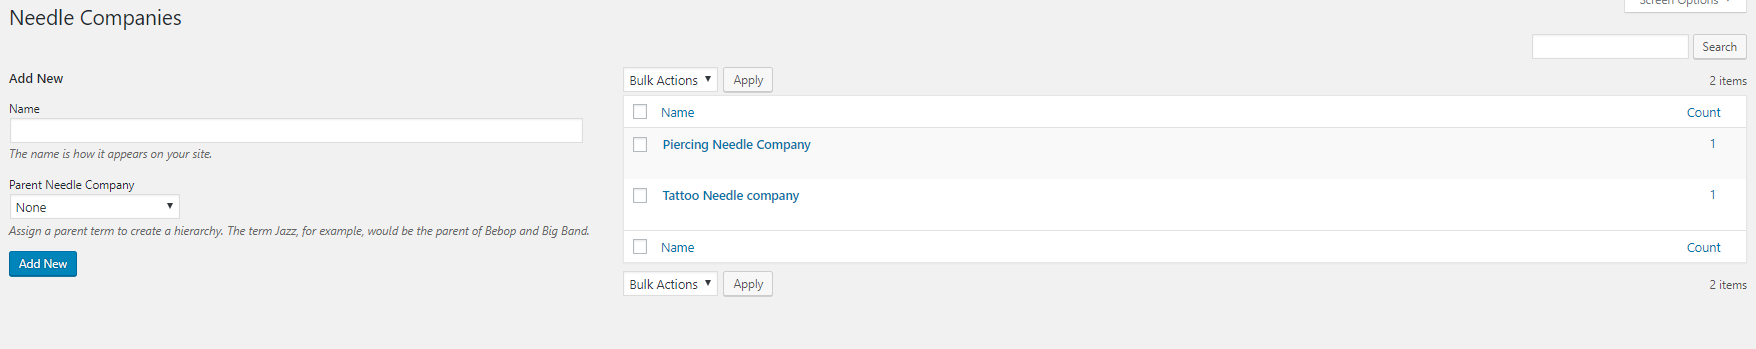 Needle Companies
Screen Options
Search
Add New
Name
The name is how it appears on your site.
Parent Needle Company
None
Assign a parent term to create a hierarchy. The term Jazz, for example, would be the parent of Bebop and Big Band.
Add New
Bulk Actions Apply 2 items
Name Count
Piercing Needle Company 1
Tattoo Needle company 1
Name Count
Bulk Actions Apply 2 items